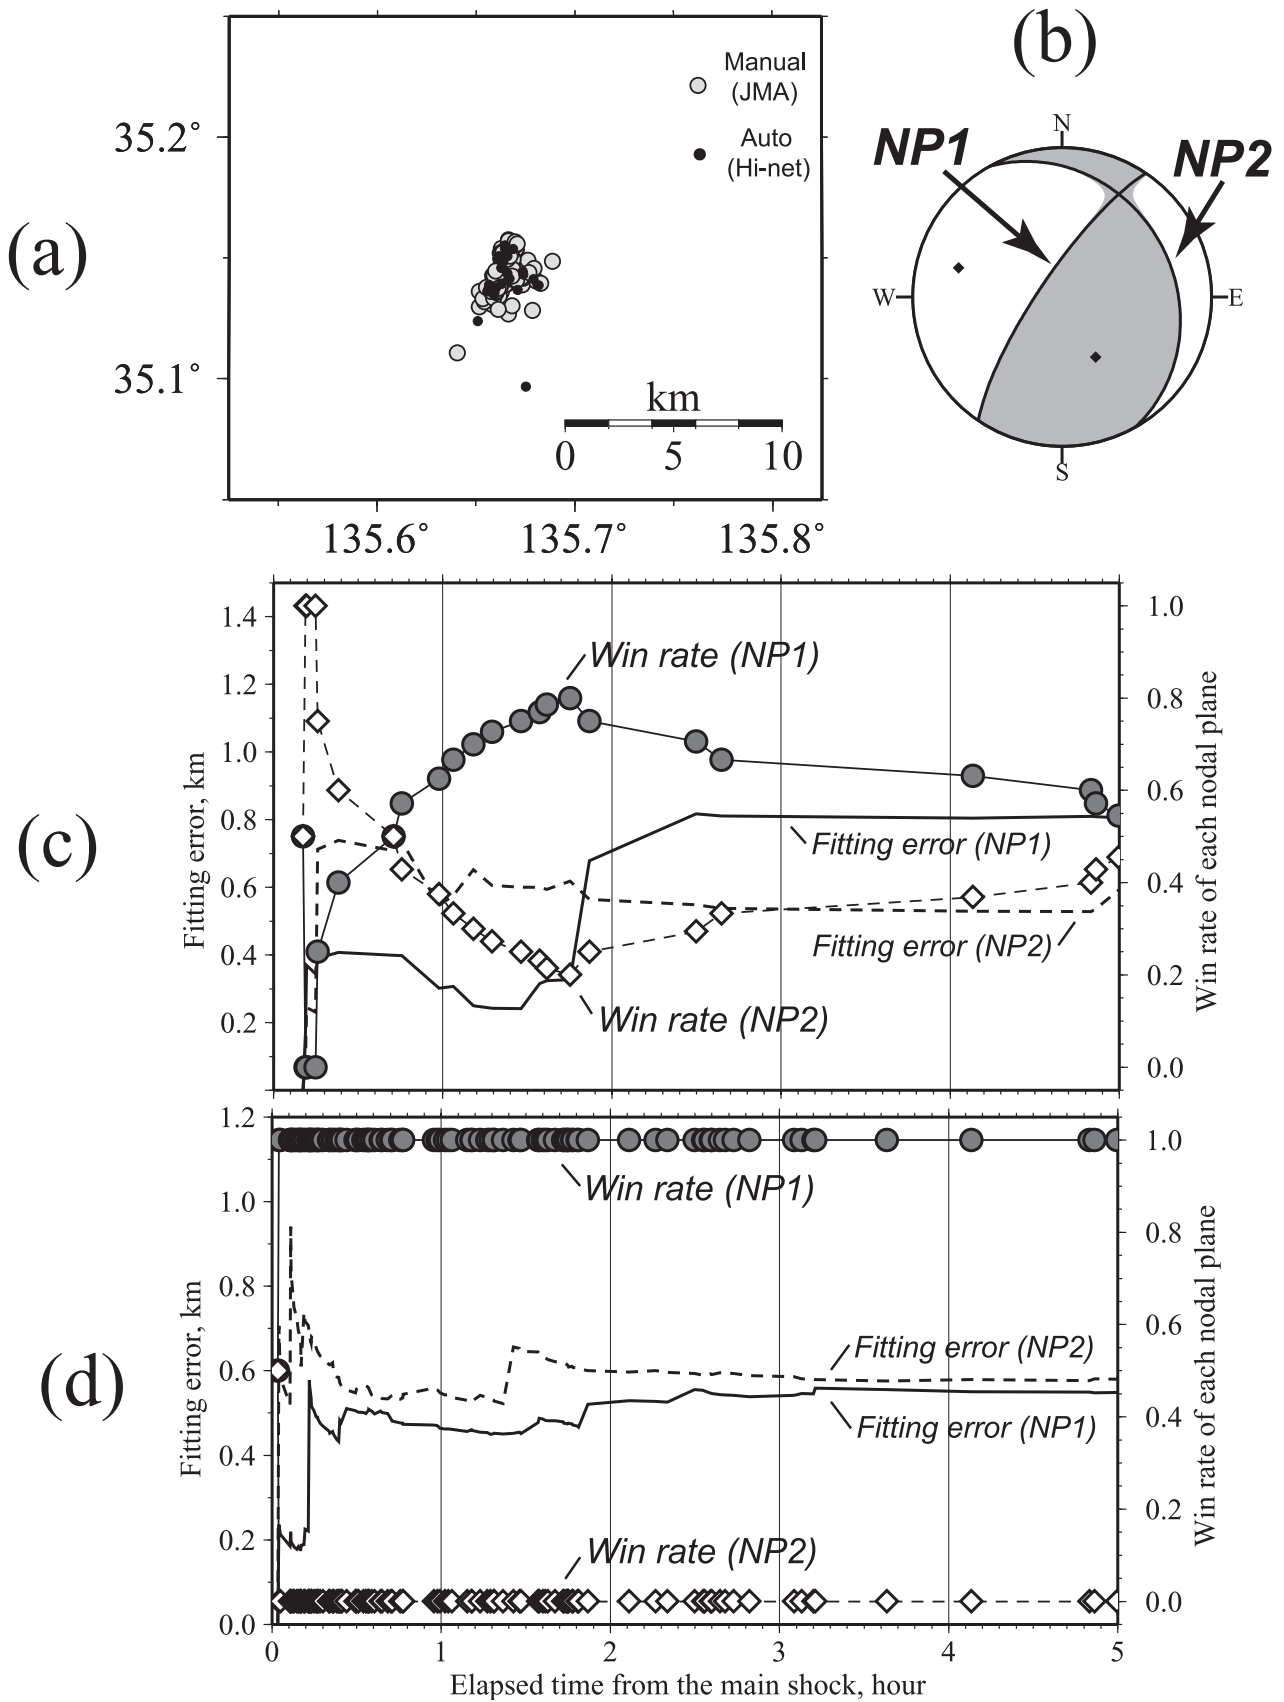 (a)
Manual
(JMA)
Auto
(Hi-net)
35.2°
35.1°
km
0 5 10
135.6° 135.7° 135.8°
(b)
NP1
NP2
N
W
E
S
(c)
Fitting error, km
1.4
1.2
1.0
0.8
0.6
0.4
0.2
Win rate (NP1)
Fitting error (NP1)
Fitting error (NP2)
Win rate (NP2)
1.0
0.8
0.6
0.4
0.2
0.0
Win rate of each nodal plane
(d)
Fitting error, km
1.2
1.0
0.8
0.6
0.4
0.2
0.0
Win rate (NP1)
Fitting error (NP2)
Fitting error (NP1)
Win rate (NP2)
1.0
0.8
0.6
0.4
0.2
0.0
Win rate of each nodal plane
0 1 2 3 4 5
Elapsed time from the main shock, hour